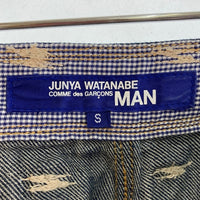 JUNYA WATANABE
COMME des GARÇONS MAN
S